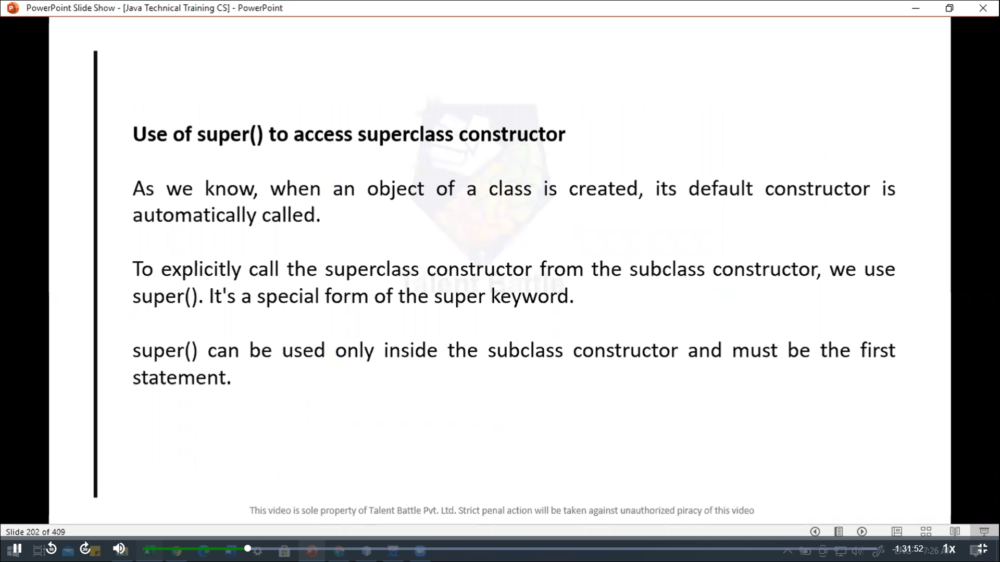 PowerPoint Slide Show - [Java Technical Training CS] - PowerPoint
Use of super() to access superclass constructor
As we know, when an object of a class is created, its default constructor is
automatically called.
To explicitly call the superclass constructor from the subclass constructor, we use
super(). It's a special form of the super keyword.
super() can be used only inside the subclass constructor and must be the first
statement.
Talent Battle
This video is sole property of Talent Battle Pvt. Ltd. Strict penal action will be taken against unauthorized piracy of this video
Slide 202 of 409
10
30
-1:31:52
1x